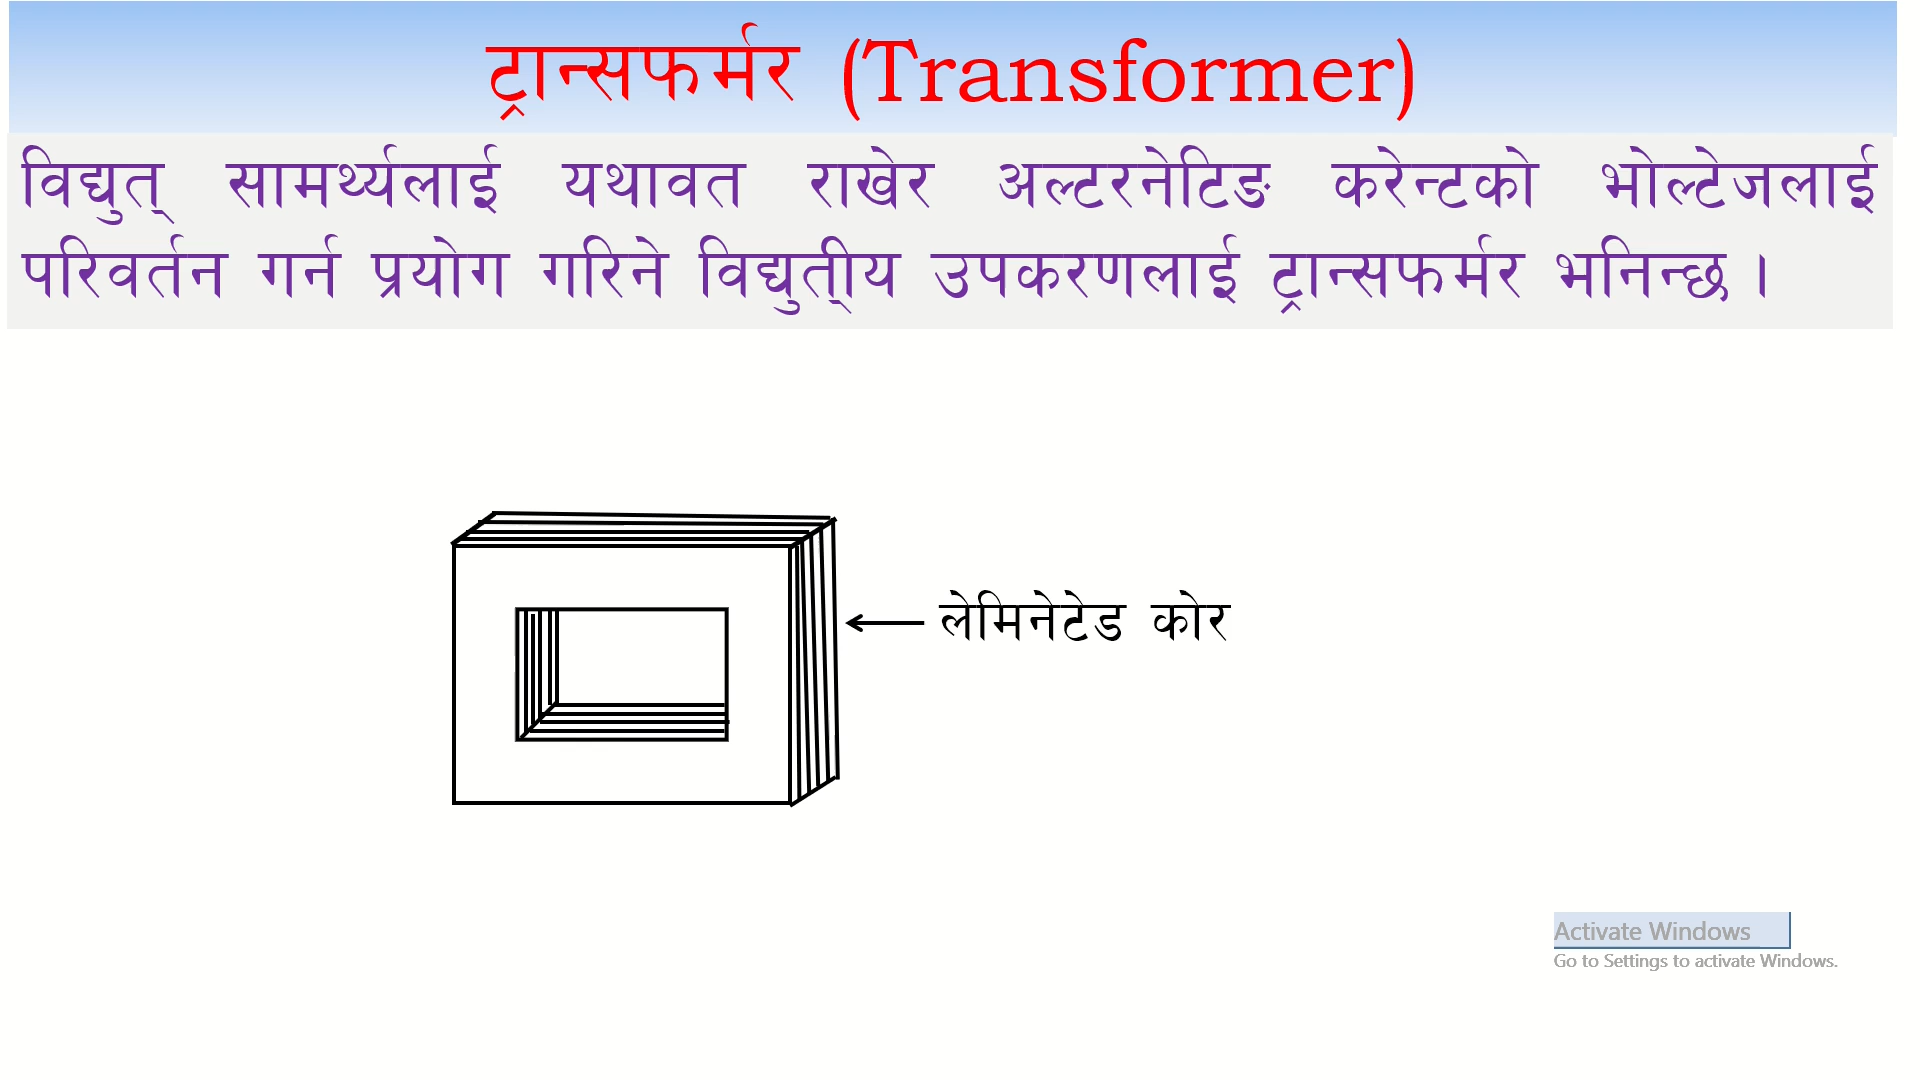 ट्रान्सफर्मर (Transformer)
विद्युत् सामर्थ्यलाई यथावत राखेर अल्टरनेटिङ करेन्टको भोल्टेजलाई
परिवर्तन गर्न प्रयोग गरिने विद्युत्ीय उपकरणलाई ट्रान्सफर्मर भनिन्छ ।
लेमिनेटेड कोर
Activate Windows
Go to Settings to activate Windows.